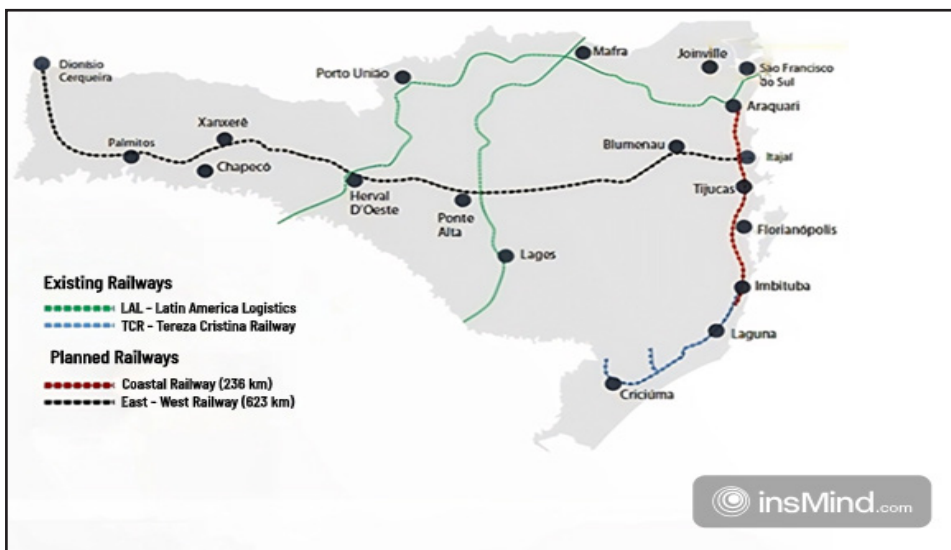 Dionísio
Cerqueira
Porto União
Mafra
Joinville
São Francisco
do Sul
Araquari
Xanxerê
Palmitos
Chapecó
Blumenau
Itajaí
Tijucas
Herval
D'Oeste
Ponte
Alta
Florianópolis
Lages
Imbituba
Laguna
Criciúma
Existing Railways
LAL - Latin America Logistics
TCR - Tereza Cristina Railway
Planned Railways
Coastal Railway (236 km)
East - West Railway (623 km)
insMind.com